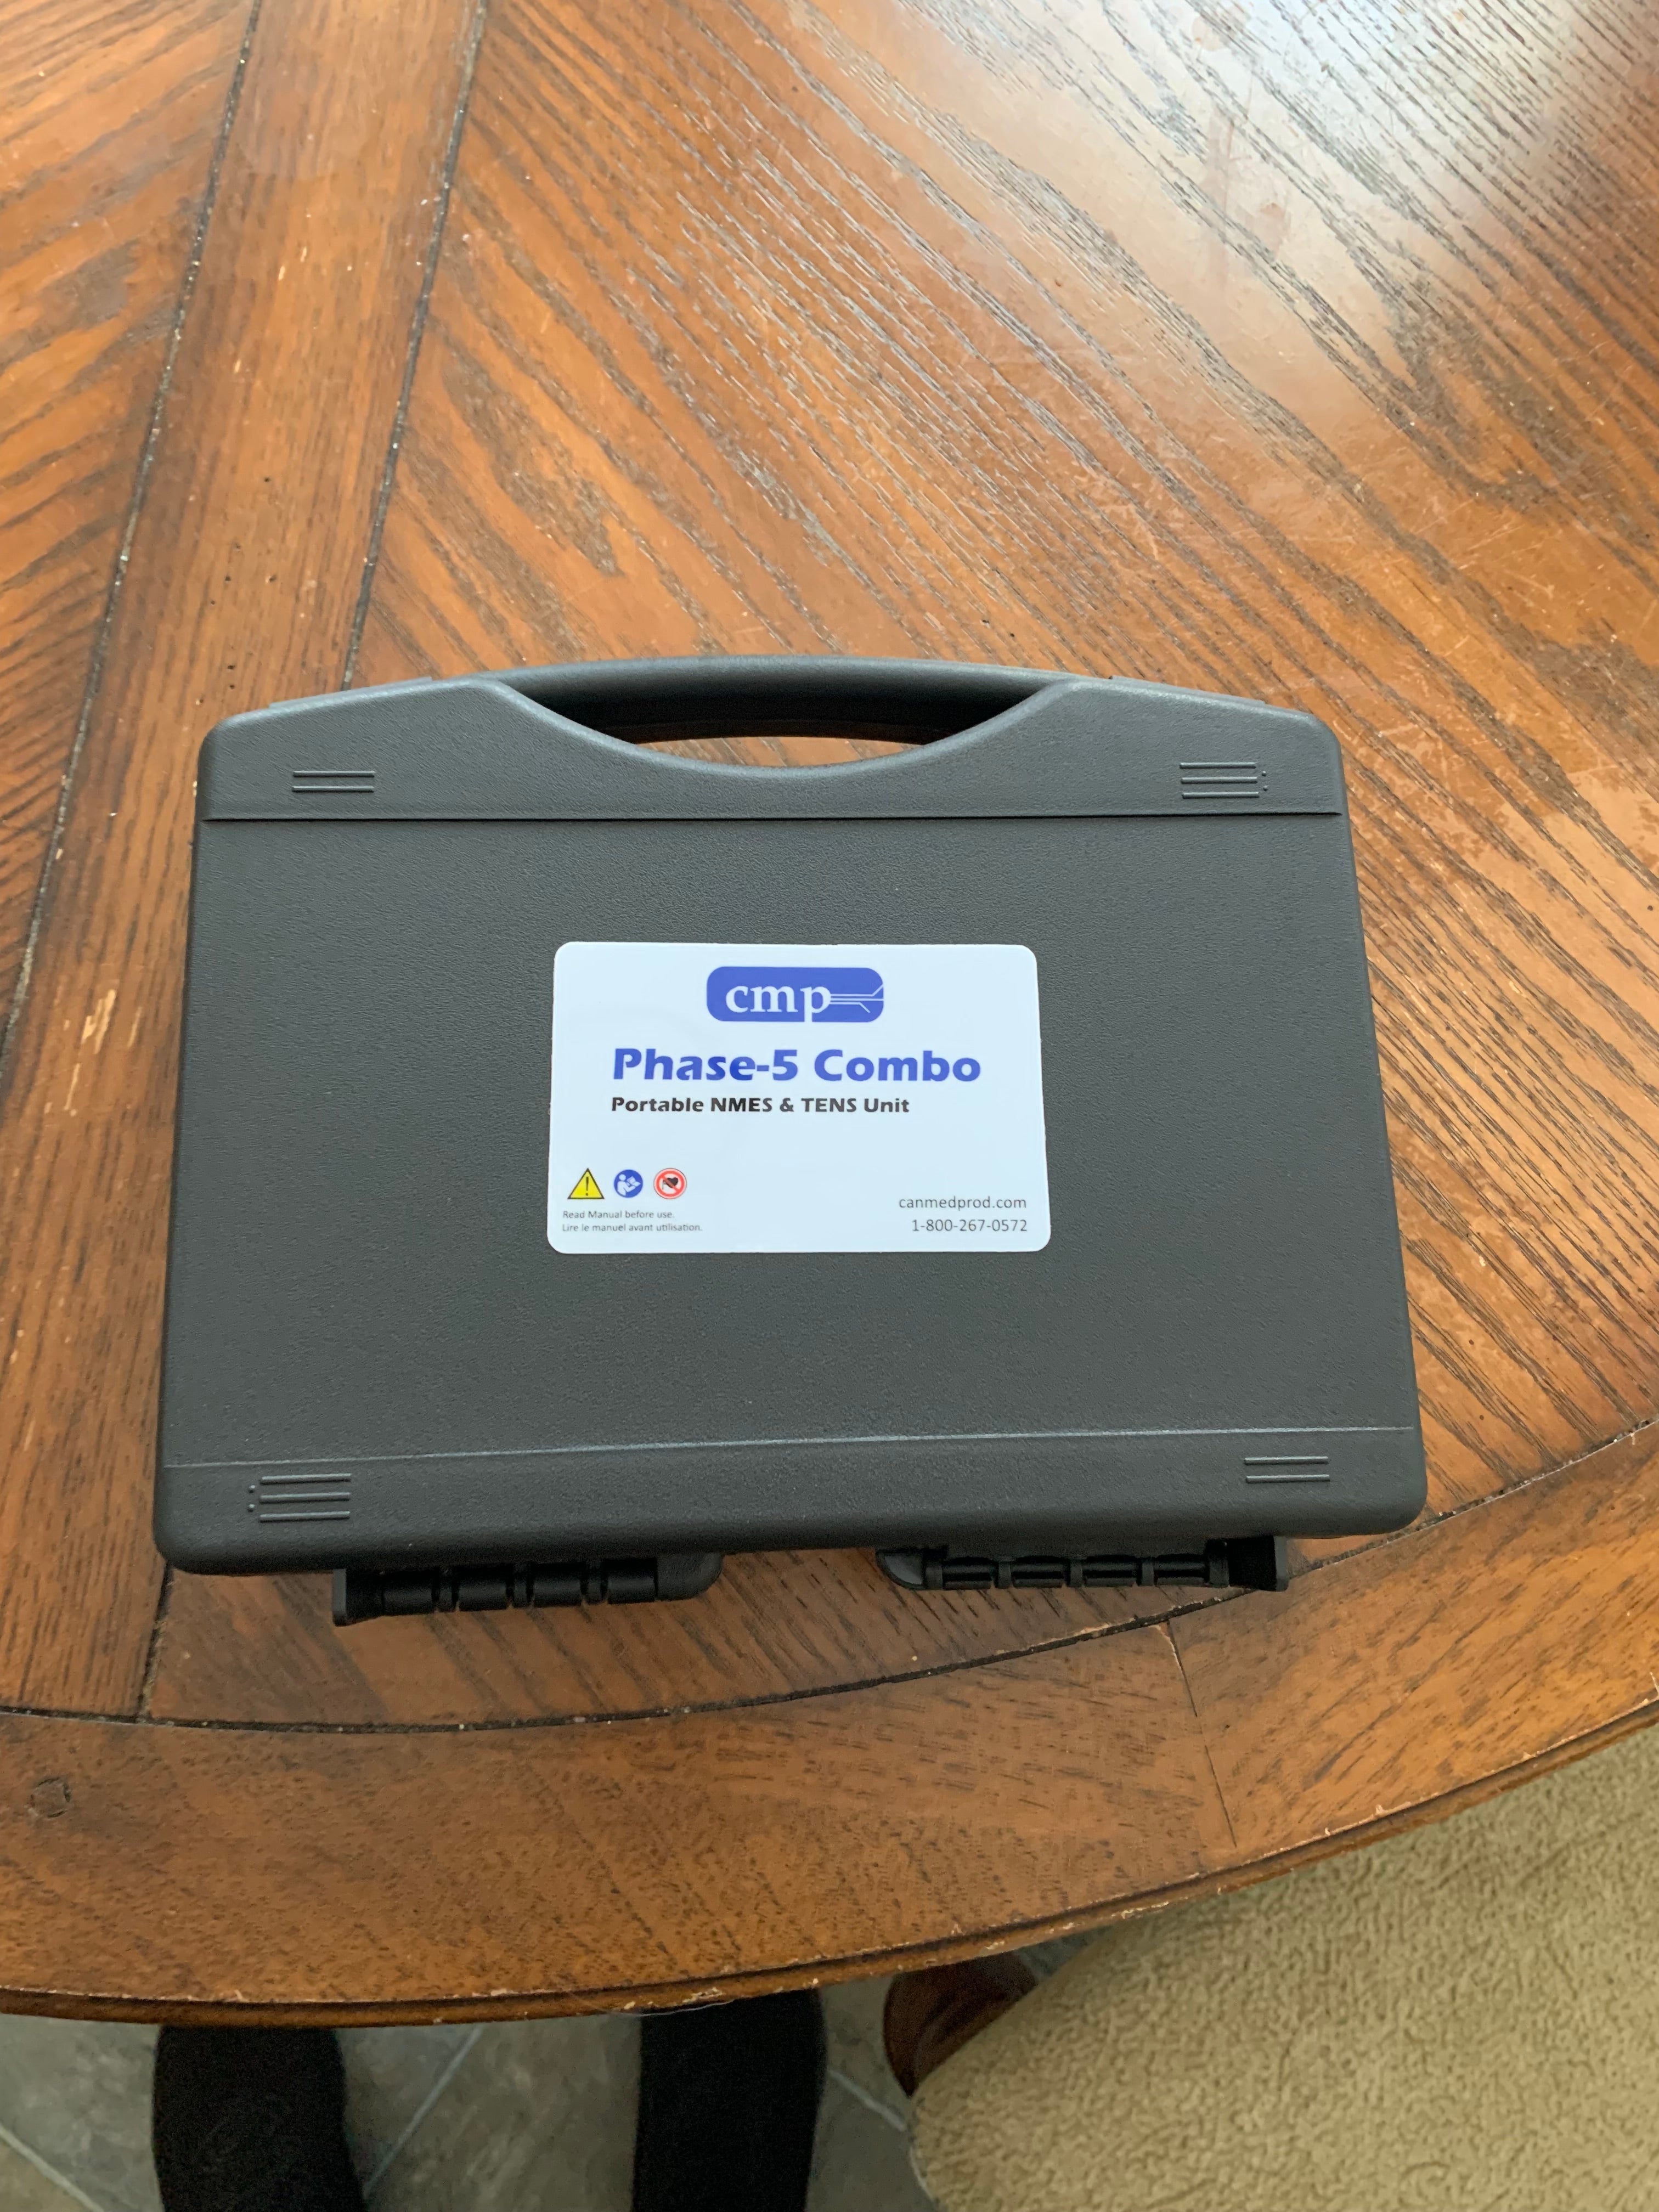 cmp
Phase-5 Combo
Portable NMES & TENS Unit
Read Manual before use.
Lire le manuel avant utilisation.
canmedprod.com
1-800-267-0572